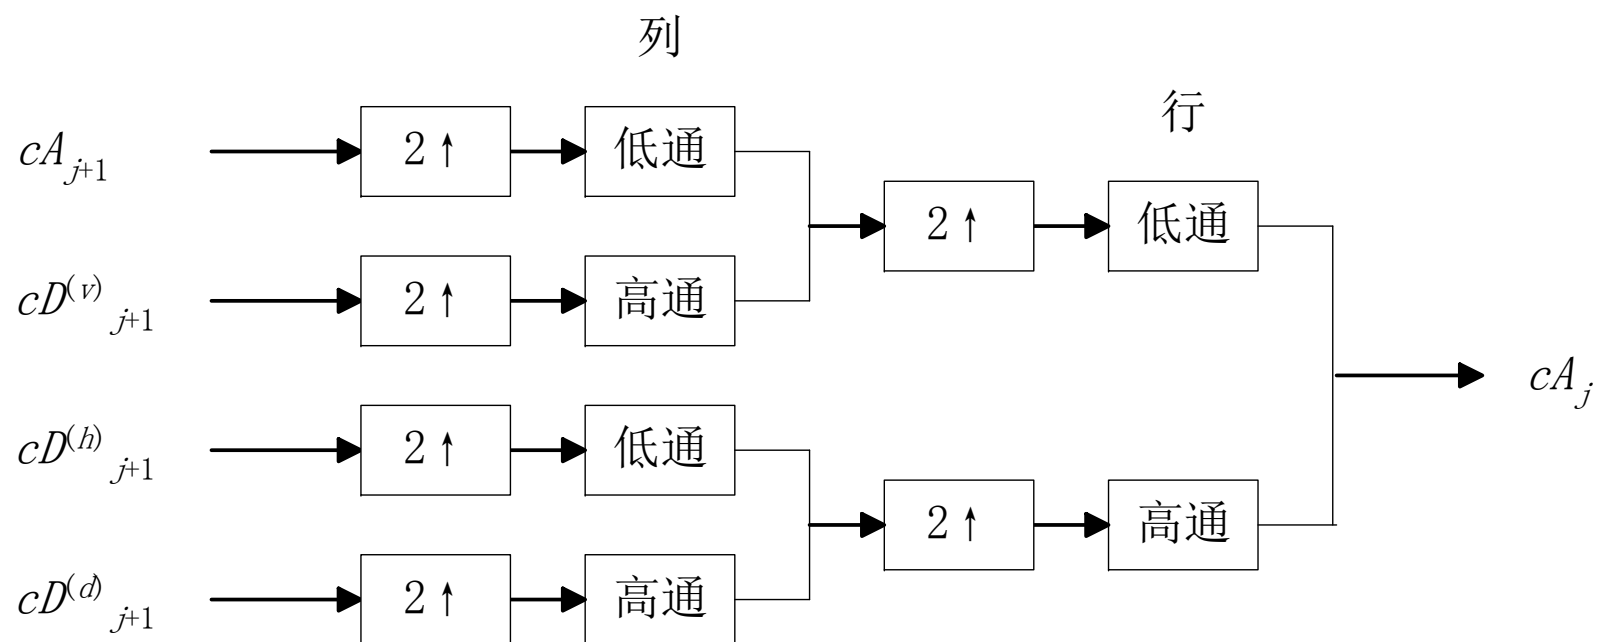 列
行
cA_{j+1} 2↑ 低通
2↑ 低通
cD^{(v)}_{j+1} 2↑ 高通
cA_j
cD^{(h)}_{j+1} 2↑ 低通
2↑ 高通
cD^{(d)}_{j+1} 2↑ 高通